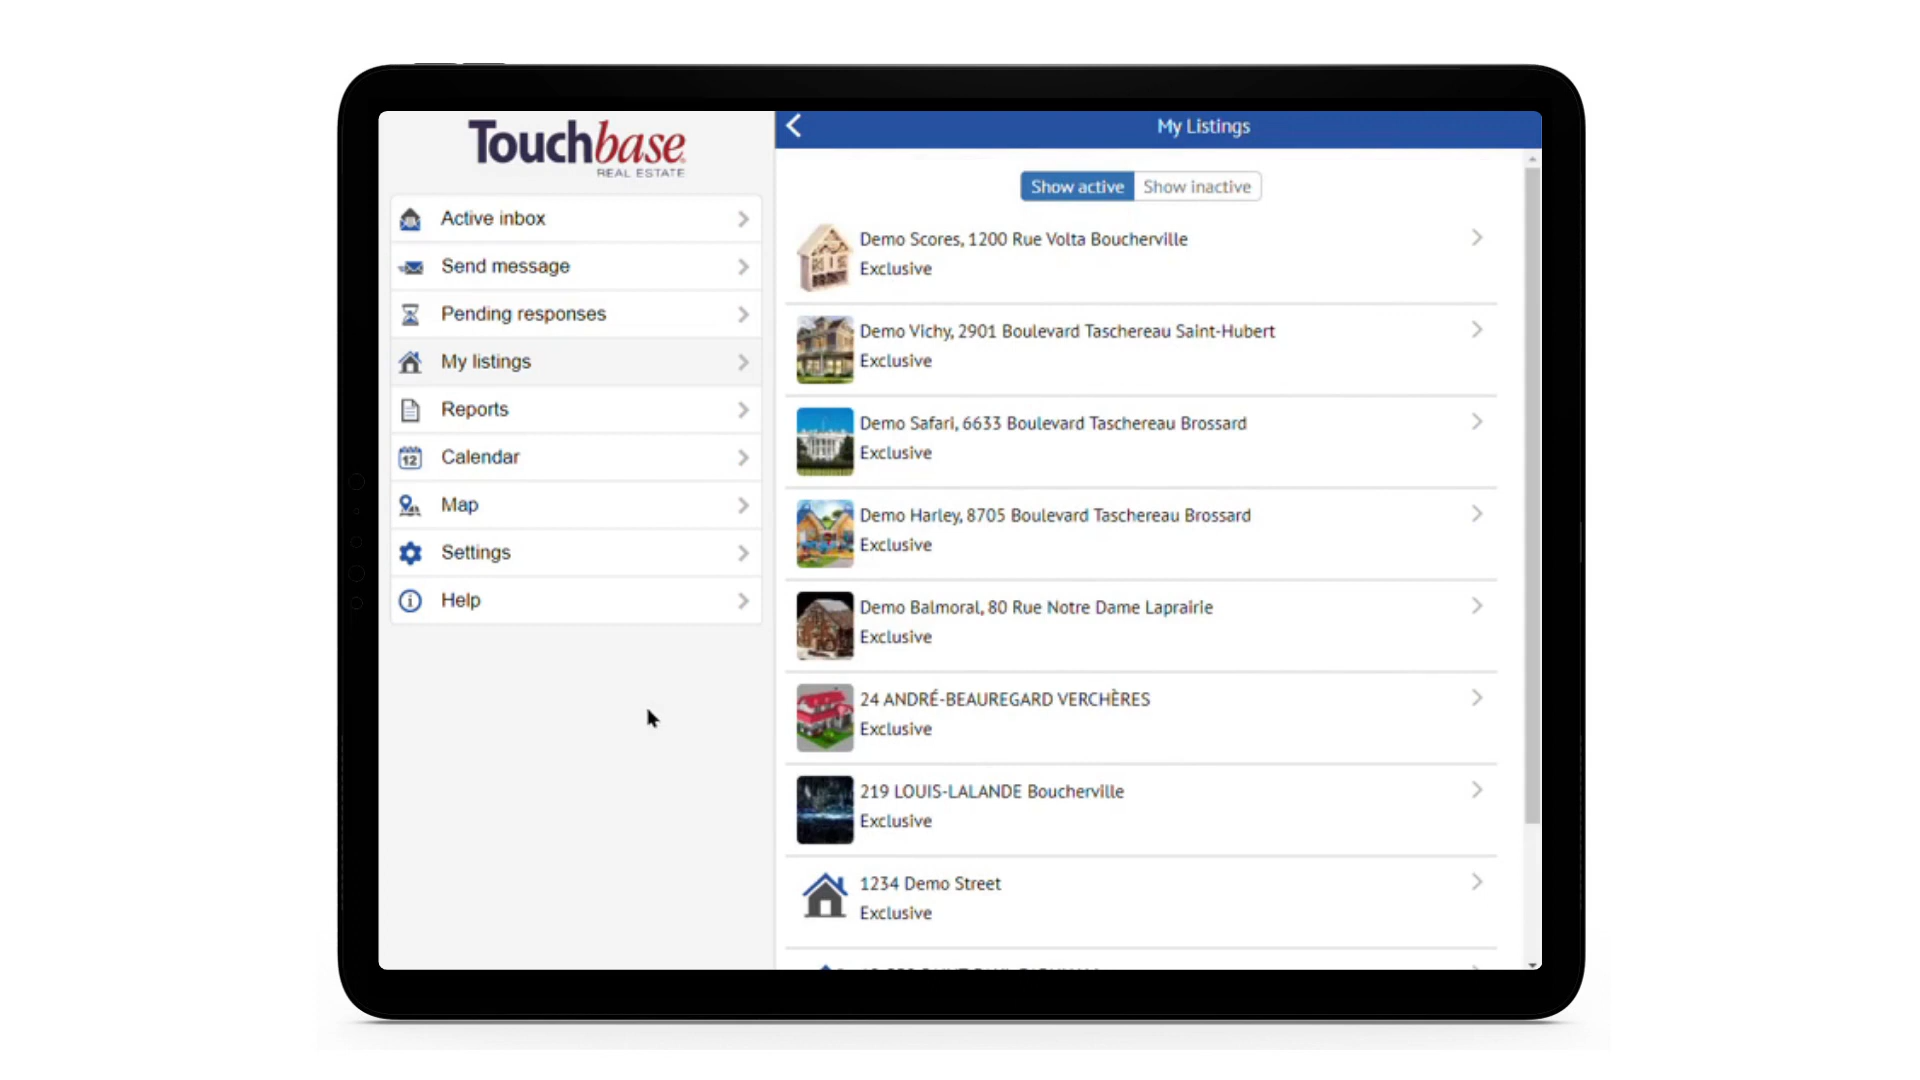 Touchbase
REAL ESTATE
Active inbox
Send message
Pending responses
My listings
Reports
12
Calendar
Map
Settings
Help
My Listings
Show active
Show inactive
Demo Scores, 1200 Rue Volta Boucherville
Exclusive
Demo Vichy, 2901 Boulevard Taschereau Saint-Hubert
Exclusive
Demo Safari, 6633 Boulevard Taschereau Brossard
Exclusive
Demo Harley, 8705 Boulevard Taschereau Brossard
Exclusive
Demo Balmoral, 80 Rue Notre Dame Laprairie
Exclusive
24 ANDRÉ-BEAUREGARD VERCHÈRES
Exclusive
219 LOUIS-LALANDE Boucherville
Exclusive
1234 Demo Street
Exclusive